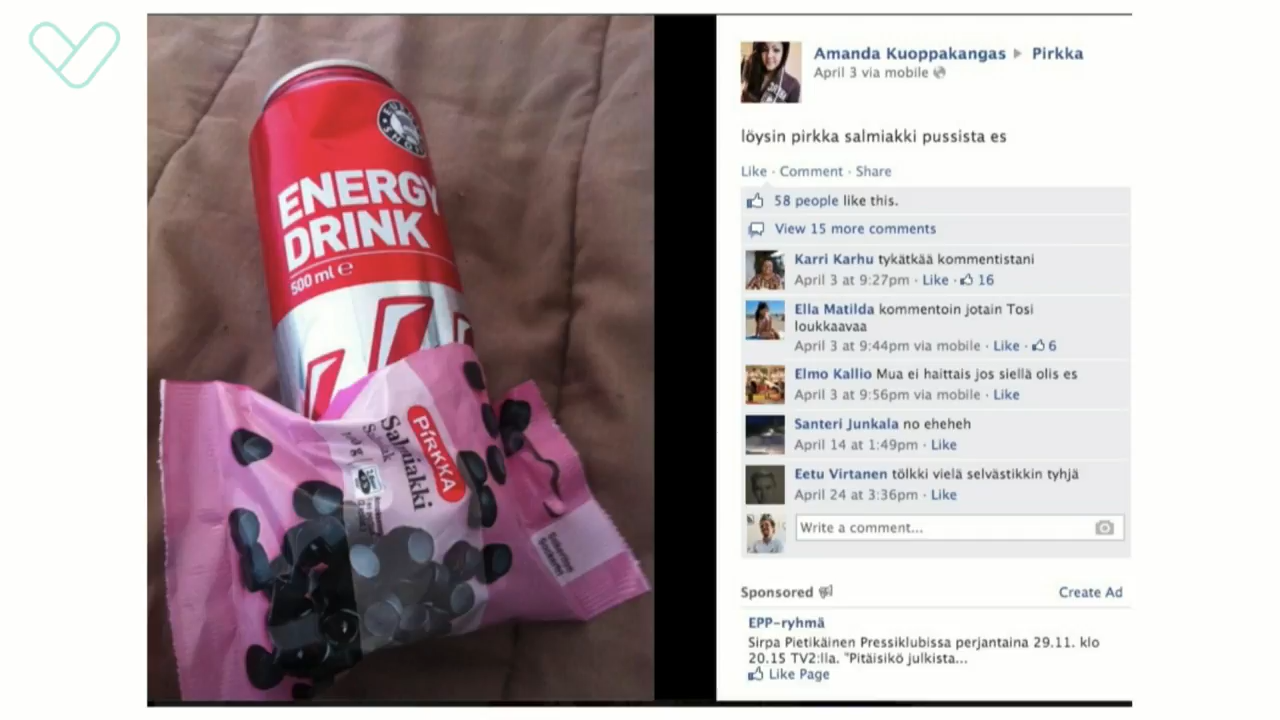 ENERGY
DRINK
500 ml e
PIRKKA
Salmiakki
Salmiak
Amanda Kuoppakangas ▸ Pirkka
April 3 via mobile
löysin pirkka salmiakki pussista es
Like · Comment · Share
58 people like this.
View 15 more comments
Karri Karhu tykätkää kommentistani
April 3 at 9:27pm · Like · 16
Ella Matilda kommentoin jotain Tosi
loukkaavaa
April 3 at 9:44pm via mobile · Like · 6
Elmo Kallio Mua ei haittais jos siellä olis es
April 3 at 9:56pm via mobile · Like
Santeri Junkala no eheheh
April 14 at 1:49pm · Like
Eetu Virtanen tölkki vielä selvästikkin tyhjä
April 24 at 3:36pm · Like
Write a comment...
Sponsored
Create Ad
EPP-ryhmä
Sirpa Pietikäinen Pressiklubissa perjantaina 29.11. klo
20.15 TV2:lla. "Pitäisikö julkista...
Like Page